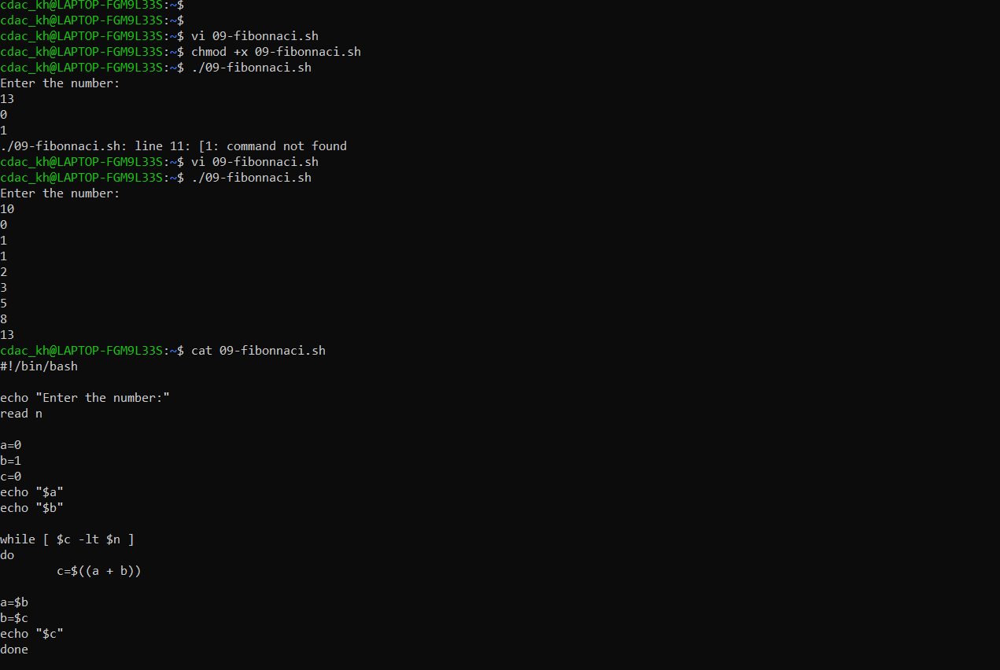 cdac_kh@LAPTOP-FGM9L33S:~$
cdac_kh@LAPTOP-FGM9L33S:~$
cdac_kh@LAPTOP-FGM9L33S:~$ vi 09-fibonnaci.sh
cdac_kh@LAPTOP-FGM9L33S:~$ chmod +x 09-fibonnaci.sh
cdac_kh@LAPTOP-FGM9L33S:~$ ./09-fibonnaci.sh
Enter the number:
13
0
1
./09-fibonnaci.sh: line 11: [1: command not found
cdac_kh@LAPTOP-FGM9L33S:~$ vi 09-fibonnaci.sh
cdac_kh@LAPTOP-FGM9L33S:~$ ./09-fibonnaci.sh
Enter the number:
10
0
1
1
2
3
5
8
13
cdac_kh@LAPTOP-FGM9L33S:~$ cat 09-fibonnaci.sh
#!/bin/bash

echo "Enter the number:"
read n

a=0
b=1
c=0
echo "$a"
echo "$b"

while [ $c -lt $n ]
do
        c=$((a + b))

a=$b
b=$c
echo "$c"
done